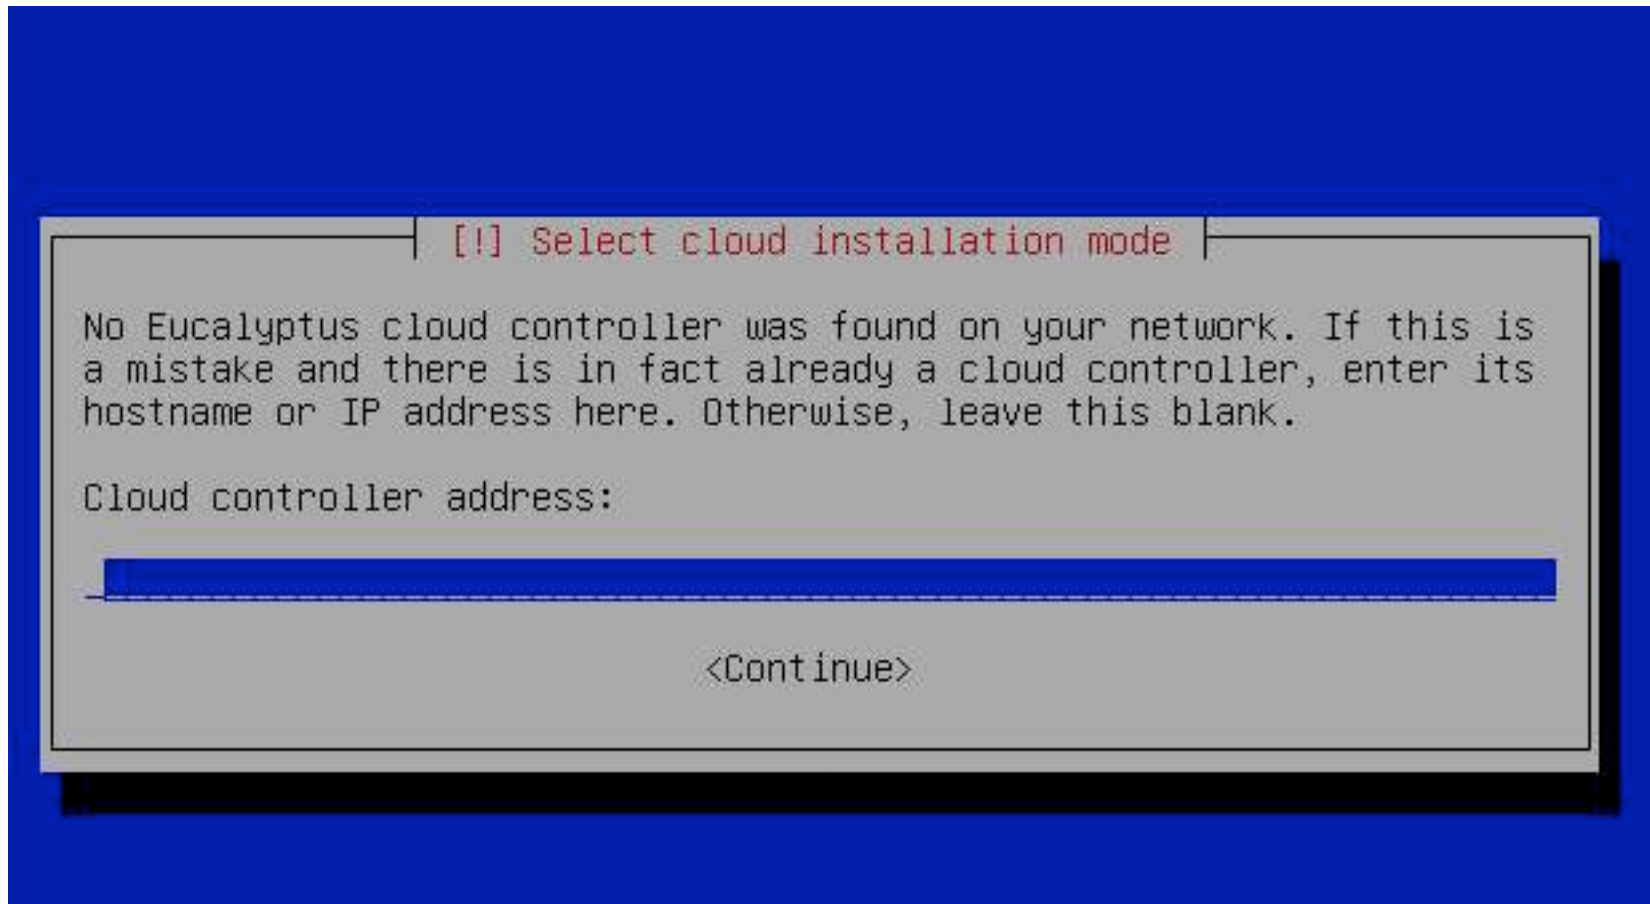 [!] Select cloud installation mode
No Eucalyptus cloud controller was found on your network. If this is
a mistake and there is in fact already a cloud controller, enter its
hostname or IP address here. Otherwise, leave this blank.
Cloud controller address:
<Continue>